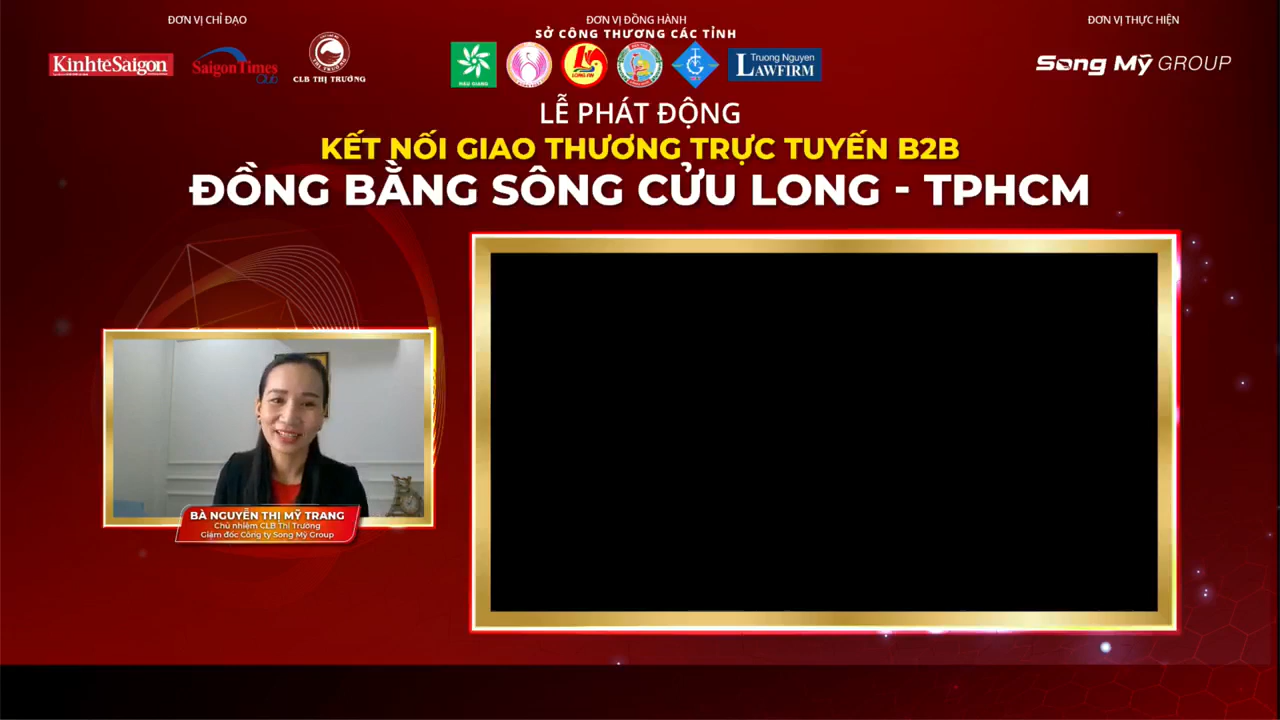 ĐƠN VỊ CHỈ ĐẠO
KinhtếSaigon
SaigonTimes
Club
CLB THỊ TRƯỜNG
ĐƠN VỊ ĐỒNG HÀNH
SỞ CÔNG THƯƠNG CÁC TỈNH
HẬU GIANG
LONG AN
Truong Nguyen
LAWFIRM
ĐƠN VỊ THỰC HIỆN
Song Mỹ GROUP
LỄ PHÁT ĐỘNG
KẾT NỐI GIAO THƯƠNG TRỰC TUYẾN B2B
ĐỒNG BẰNG SÔNG CỬU LONG - TPHCM
BÀ NGUYỄN THỊ MỸ TRANG
Chủ nhiệm CLB Thị Trường
Giám đốc Công ty Song Mỹ Group